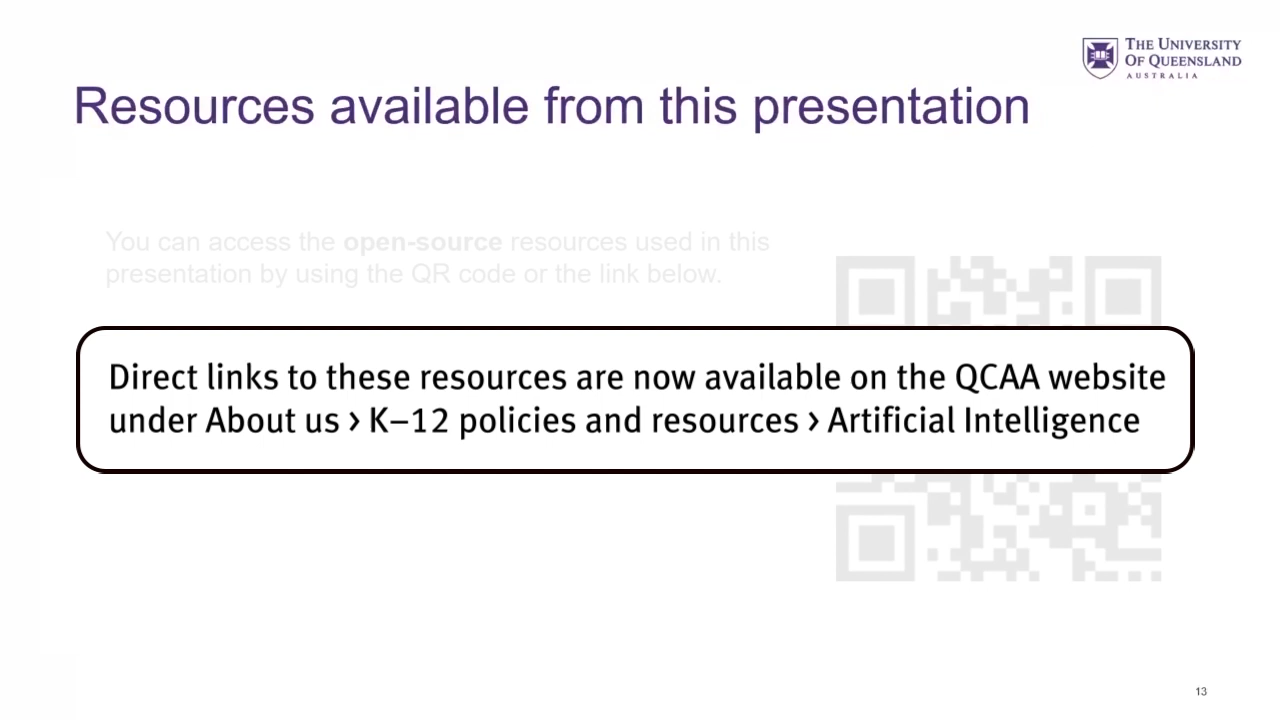 THE UNIVERSITY
OF QUEENSLAND
AUSTRALIA
Resources available from this presentation
You can access the open-source resources used in this
presentation by using the QR code or the link below.
Direct links to these resources are now available on the QCAA website
under About us > K–12 policies and resources > Artificial Intelligence
13